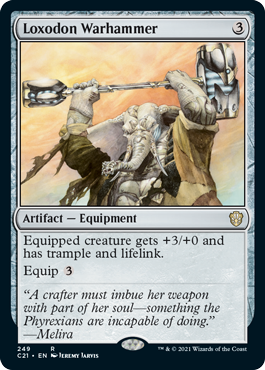 Loxodon Warhammer 3
Artifact — Equipment
Equipped creature gets +3/+0 and
has trample and lifelink.
Equip 3
“A crafter must imbue her weapon
with part of her soul—something the
Phyrexians are incapable of doing.”
—Melira
249 R
C21 • EN Jeremy Jarvis ™ & © 2021 Wizards of the Coast